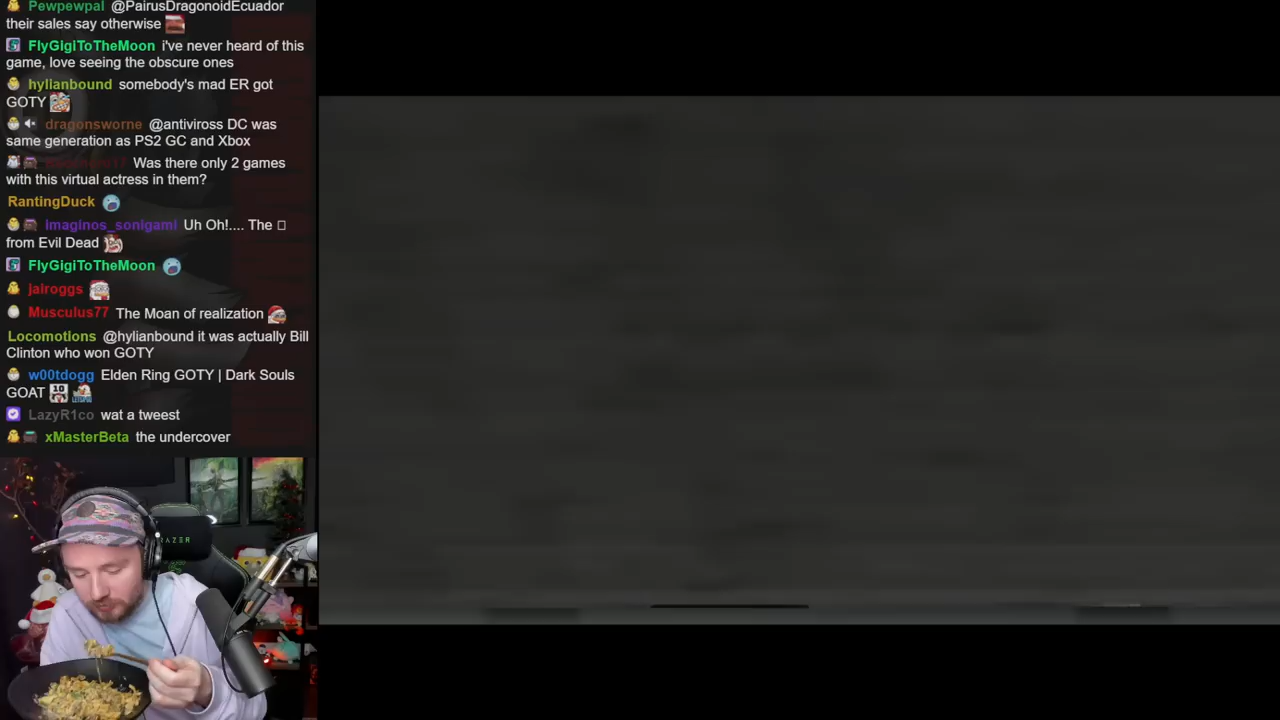 Pewpewpal @PairusDragonoidEcuador
their sales say otherwise
FlyGigiToTheMoon i've never heard of this
game, love seeing the obscure ones
hylianbound somebody's mad ER got
GOTY
dragonsworne @antiviross DC was
same generation as PS2 GC and Xbox
Was there only 2 games
with this virtual actress in them?
RantingDuck
imaginos_sonigami Uh Oh!.... The
from Evil Dead
FlyGigiToTheMoon
jalroggs
Musculus77 The Moan of realization
Locomotions @hylianbound it was actually Bill
Clinton who won GOTY
w00tdogg Elden Ring GOTY | Dark Souls
GOAT
LazyR1co wat a tweest
xMasterBeta the undercover
RAZER